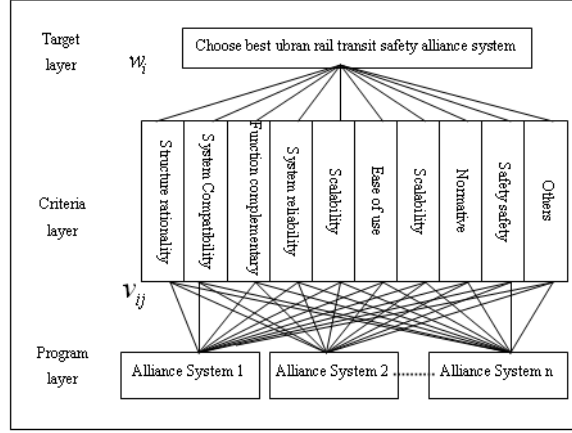 Target
layer
w_i
Choose best ubran rail transit safety alliance system
Criteria
layer
Structure rationality
System Compatibility
Function complementary
System reliability
Scalability
Ease of use
Scalability
Normative
Safety safety
Others
v_ij
Program
layer
Alliance System 1
Alliance System 2
Alliance System n